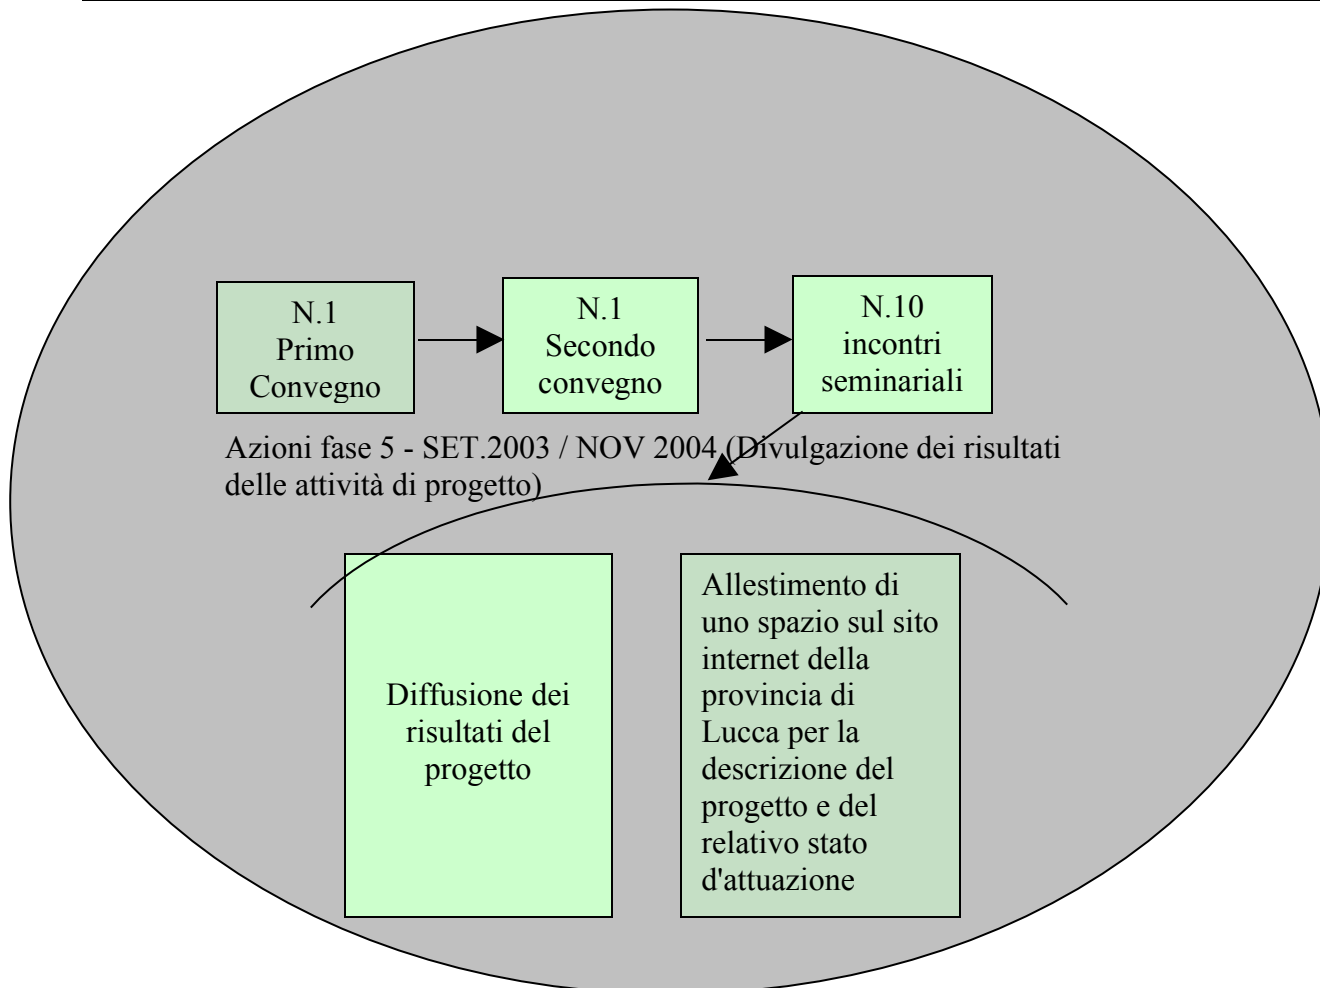 N.1
Primo
Convegno
N.1
Secondo
convegno
N.10
incontri
seminariali
Azioni fase 5 - SET.2003 / NOV 2004 (Divulgazione dei risultati
delle attività di progetto)
Diffusione dei
risultati del
progetto
Allestimento di
uno spazio sul sito
internet della
provincia di
Lucca per la
descrizione del
progetto e del
relativo stato
d'attuazione